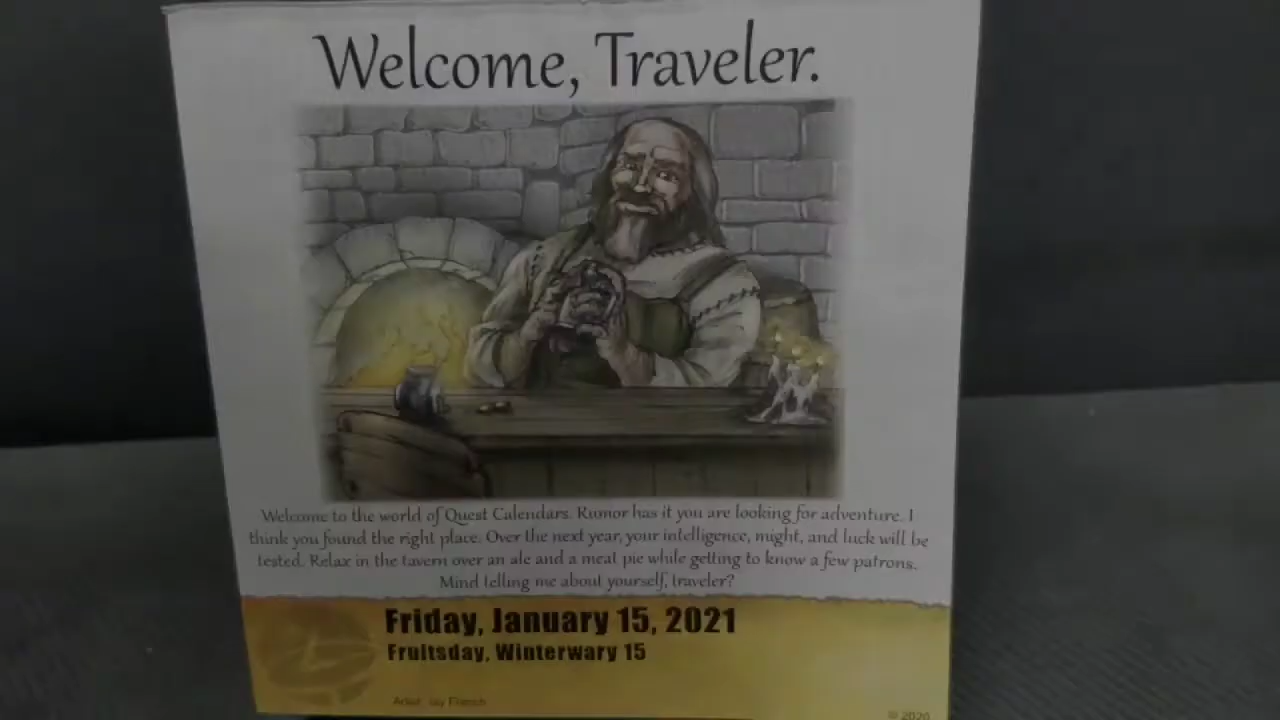 Welcome, Traveler.
Welcome to the world of Quest Calendars. Rumor has it you are looking for adventure. I
think you found the right place. Over the next year, your intelligence, might, and luck will be
tested. Relax in the tavern over an ale and a meat pie while getting to know a few patrons.
Mind telling me about yourself, traveler?
Friday, January 15, 2021
Fruitsday, Winterwary 15
© 2020